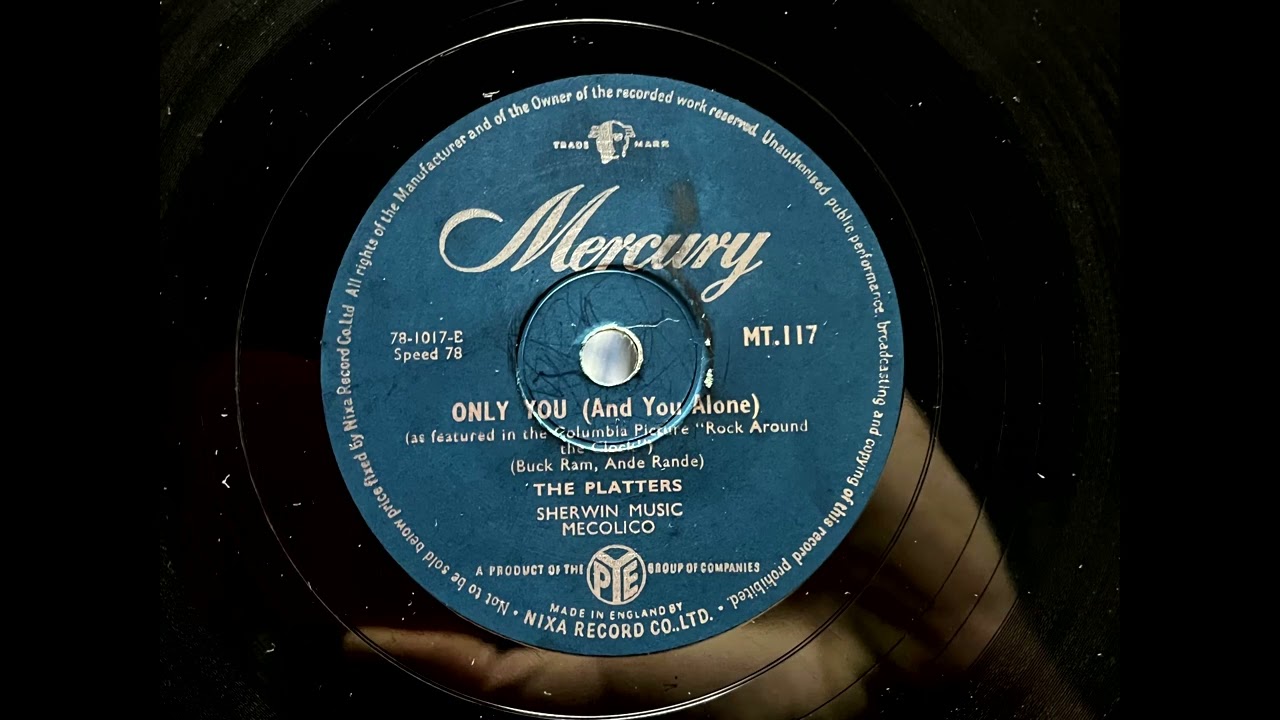 Not to be sold below price fixed by Nixa Record Co.Ltd All rights of the Manufacturer and of the Owner of the recorded work reserved. Unauthorised public performance, broadcasting and copying of this record prohibited.
TRADE MARK
Mercury
78-1017-E
Speed 78
MT.117
ONLY YOU (And You Alone)
(as featured in the Columbia Picture "Rock Around
the Clock")
(Buck Ram, Ande Rande)
THE PLATTERS
SHERWIN MUSIC
MECOLICO
A PRODUCT OF THE PYE GROUP OF COMPANIES
MADE IN ENGLAND BY
• NIXA RECORD CO.,LTD. •